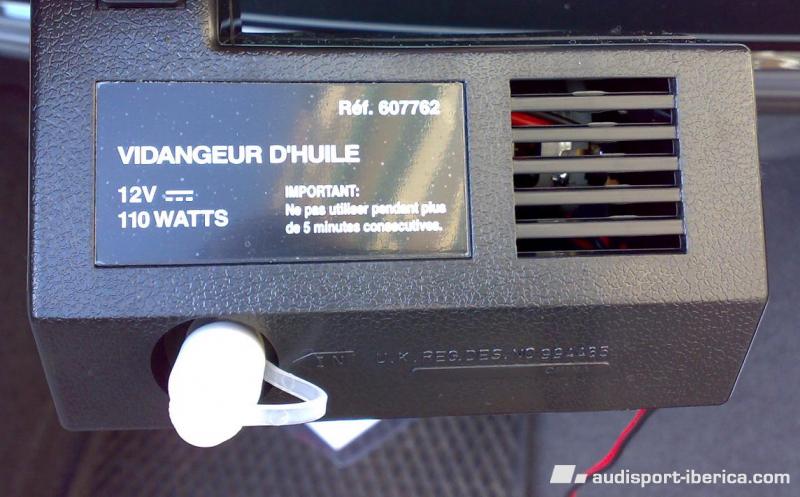 Réf. 607762
VIDANGEUR D'HUILE
12V
110 WATTS
IMPORTANT:
Ne pas utiliser pendant plus
de 5 minutes consecutives.
IN U.K. REG.DES. NO 994485
audisport-iberica.com